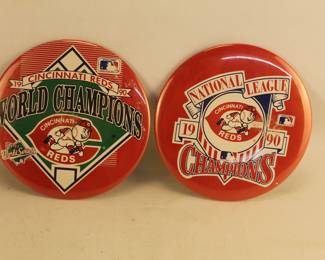 CINCINNATI REDS
19 90
WORLD CHAMPIONS
CINCINNATI
REDS
NATIONAL LEAGUE
CINCINNATI
19 90
REDS
CHAMPIONS